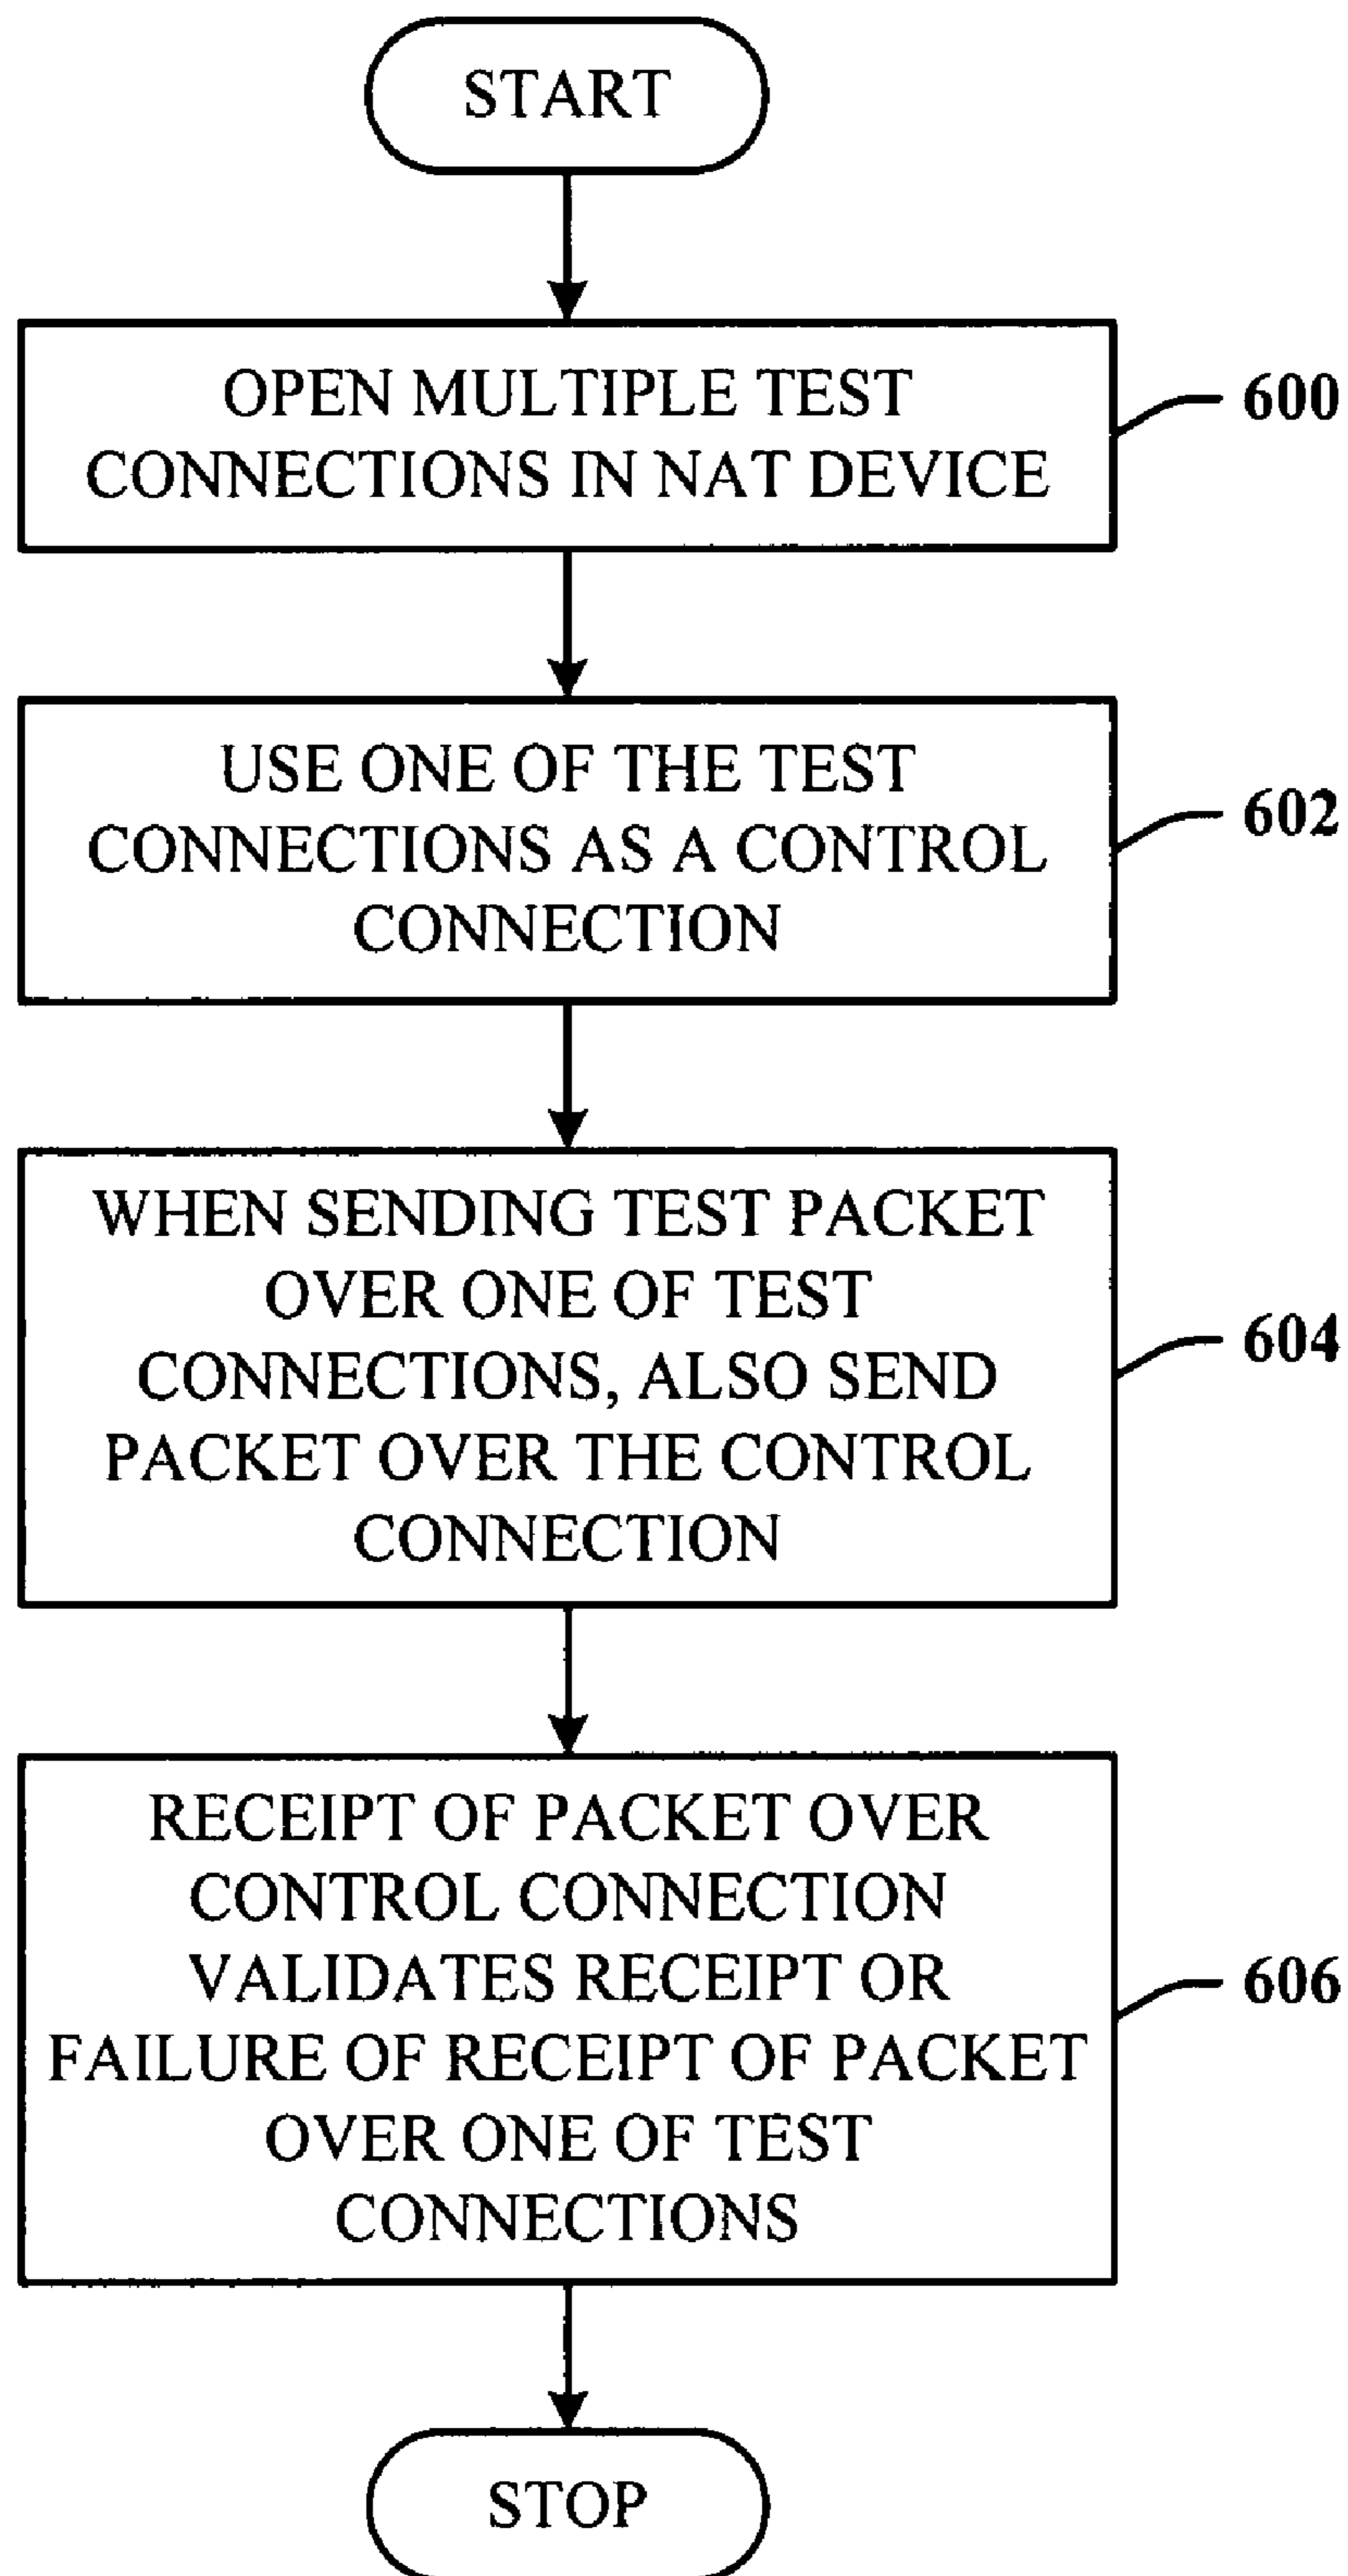 START
OPEN MULTIPLE TEST
CONNECTIONS IN NAT DEVICE
600
USE ONE OF THE TEST
CONNECTIONS AS A CONTROL
CONNECTION
602
WHEN SENDING TEST PACKET
OVER ONE OF TEST
CONNECTIONS, ALSO SEND
PACKET OVER THE CONTROL
CONNECTION
604
RECEIPT OF PACKET OVER
CONTROL CONNECTION
VALIDATES RECEIPT OR
FAILURE OF RECEIPT OF PACKET
OVER ONE OF TEST
CONNECTIONS
606
STOP